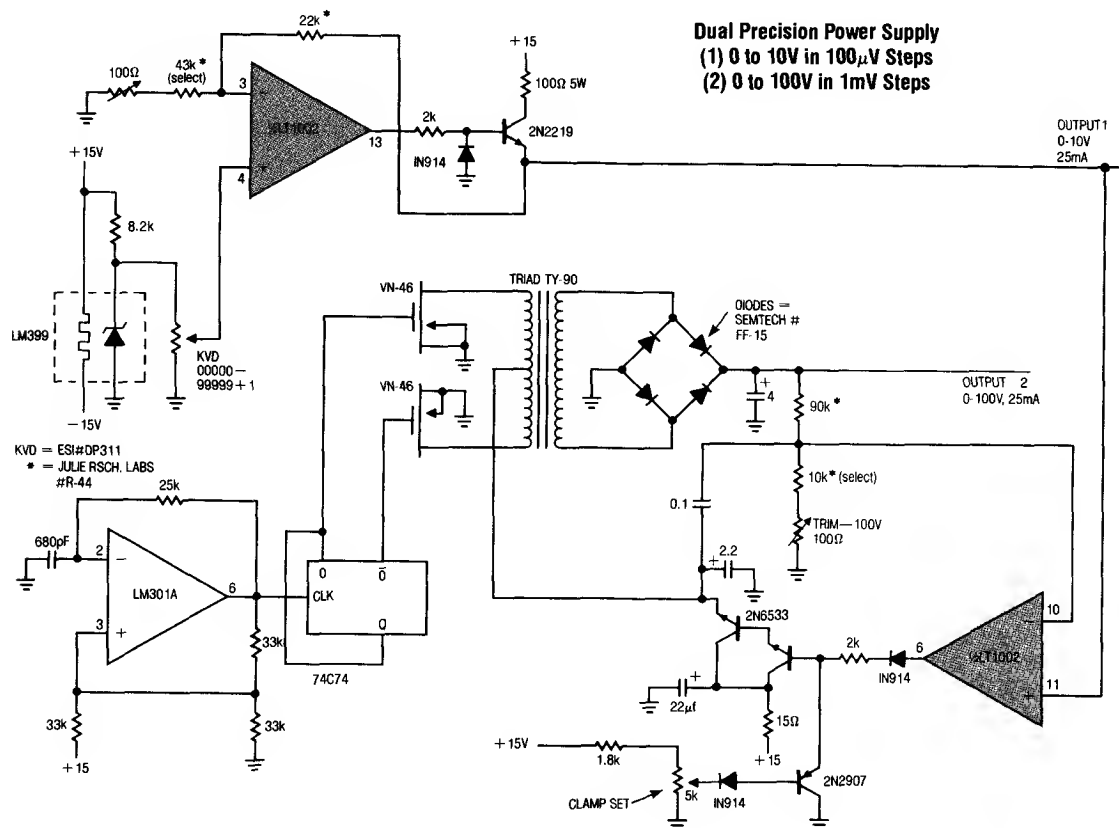 Dual Precision Power Supply
(1) 0 to 10V in 100µV Steps
(2) 0 to 100V in 1mV Steps
22k*
+15
100Ω
43k*
(select)
100Ω 5W
3
−
+
4
LT1002
13
2k
2N2219
IN914
OUTPUT 1
0-10V
25mA
+15V
8.2k
LM399
−15V
KVD
00000−
99999+1
KVD = ESI#DP311
* = JULIE RSCH. LABS
#R-44
VN-46
VN-46
TRIAD TY-90
DIODES =
SEMTECH #
FF-15
+
4
OUTPUT 2
0-100V, 25mA
90k*
10k* (select)
0.1
TRIM—100V
100Ω
+ 2.2
25k
680pF
2
−
LM301A
6
3
+
33k
33k
33k
+15
CLK
74C74
2N6533
22µf
+
15Ω
+15
2k
IN914
6
LT1002
10
−
11
+
+15V
1.8k
5k
CLAMP SET
IN914
2N2907